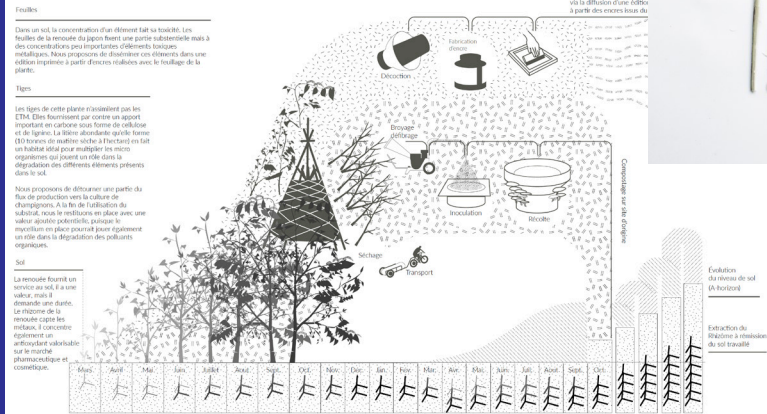 Feuilles
Dans un sol, la concentration d'un élément fait sa toxicité. Les
feuilles de la renouée du japon fixent une partie substentielle mais à
des concentrations peu importantes d'éléments toxiques
métalliques. Nous proposons de disséminer ces éléments dans une
édition imprimée à partir d'encres réalisées avec le feuillage de la
plante.
Tiges
Les tiges de cette plante n'assimilent pas les
ETM. Elles fournissent par contre un apport
important en carbone sous forme de cellulose
et de lignine. La litière abondante qu'elle forme
(10 tonnes de matière sèche à l'hectare) en fait
un habitat idéal pour multiplier les micro
organismes qui jouent un rôle dans la
dégradation des différents éléments présents
dans le sol.
Nous proposons de détourner une partie du
flux de production vers la culture de
champignons. A la fin de l'utilisation du
substrat, nous le restituons en place avec une
valeur ajoutée potentielle, puisque le
mycellium en place pourrait jouer également
un rôle dans la dégradation des polluants
organiques.
Sol
La renouée fournit un
service au sol, il a une
valeur, mais il
demande une durée.
Le rhizome de la
renouée capte les
métaux, il concentre
également un
antioxydant valorisable
sur le marché
pharmaceutique et
cosmétique.
via la diffusion d'une éditio
à partir des encres issus du
Décoction
Fabrication
d'encre
Broyage
défibrage
Inoculation
Récolte
Compostage sur site d'origine
Séchage
Transport
Évolution
du niveau de sol
(A-horizon)
Extraction du
Rhizôme à rémission
du sol travaillé
Mars. Avril Mai. Juin. Juillet Aout. Sept. Oct. Nov. Déc. Jan. Fev. Mar. Avr. Mai. Juin. Juil. Aout. Sept. Oct.